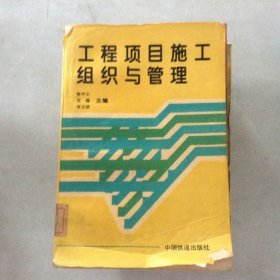 工程项目施工
组织与管理
主编
中国铁道出版社